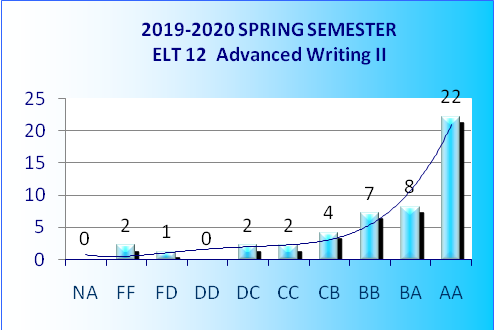 2019-2020 SPRING SEMESTER
ELT 12 Advanced Writing II
25
20
15
10
5
0
0 2 1 0 2 2 4 7 8 22
NA FF FD DD DC CC CB BB BA AA